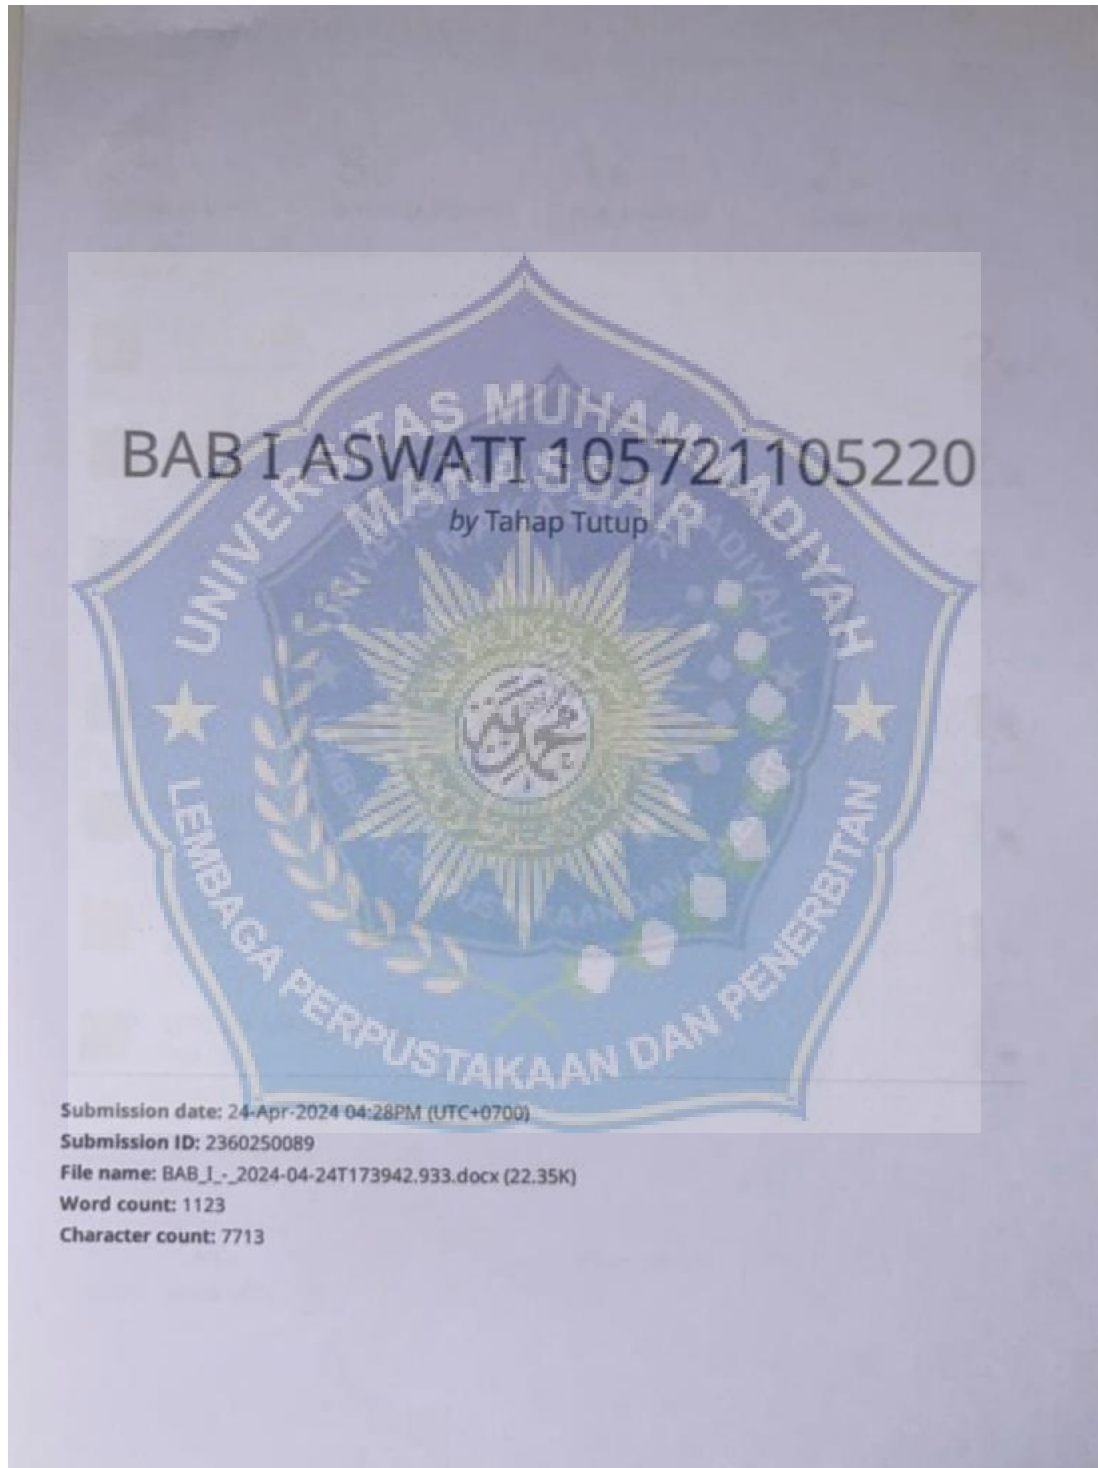 UNIVERSITAS MUHAMMADIYAH
MAKASSAR
BAB I ASWATI 105721105220
by Tahap Tutup
محمدية
LEMBAGA PERPUSTAKAAN DAN PENERBITAN
Submission date: 24-Apr-2024 04:28PM (UTC+0700)
Submission ID: 2360250089
File name: BAB_I_-_2024-04-24T173942.933.docx (22.35K)
Word count: 1123
Character count: 7713